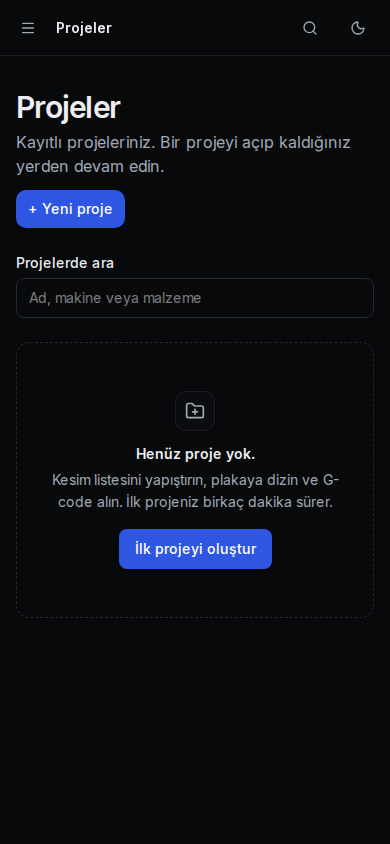 Projeler
Projeler
Kayıtlı projeleriniz. Bir projeyi açıp kaldığınız
yerden devam edin.
+ Yeni proje
Projelerde ara
Ad, makine veya malzeme
Henüz proje yok.
Kesim listesini yapıştırın, plakaya dizin ve G-
code alın. İlk projeniz birkaç dakika sürer.
İlk projeyi oluştur